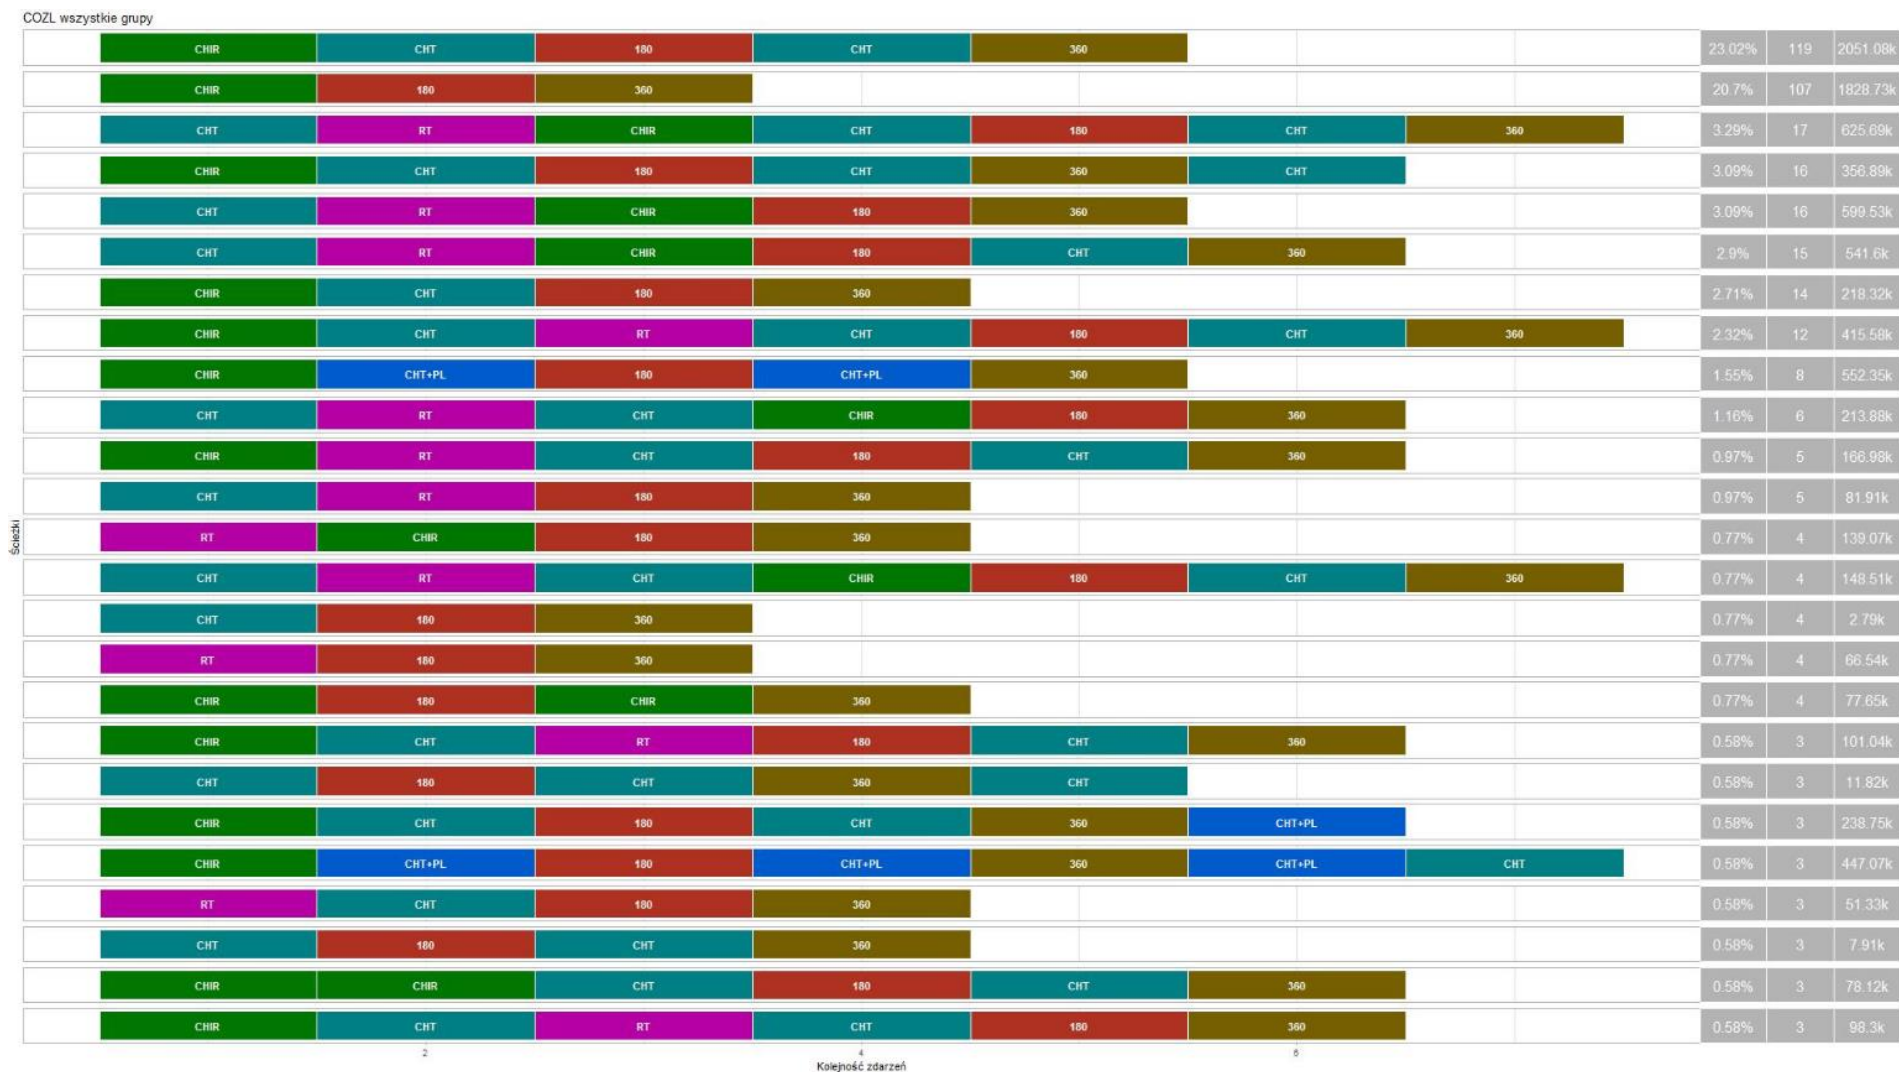 COZL wszystkie grupy
CHIR CHT 180 CHT 360 23.02% 119 2051.08k
CHIR 180 360 20.7% 107 1828.73k
CHT RT CHIR CHT 180 CHT 360 3.29% 17 625.69k
CHIR CHT 180 CHT 360 CHT 3.09% 16 356.89k
CHT RT CHIR 180 360 3.09% 16 599.53k
CHT RT CHIR 180 CHT 360 2.9% 15 541.6k
CHIR CHT 180 360 2.71% 14 218.32k
CHIR CHT RT CHT 180 CHT 360 2.32% 12 415.58k
CHIR CHT+PL 180 CHT+PL 360 1.55% 8 552.35k
CHT RT CHT CHIR 180 360 1.16% 6 213.88k
CHIR RT CHT 180 CHT 360 0.97% 5 166.98k
CHT RT 180 360 0.97% 5 81.91k
Ścieżki
RT CHIR 180 360 0.77% 4 139.07k
CHT RT CHT CHIR 180 CHT 360 0.77% 4 148.51k
CHT 180 360 0.77% 4 2.79k
RT 180 360 0.77% 4 66.54k
CHIR 180 CHIR 360 0.77% 4 77.65k
CHIR CHT RT 180 CHT 360 0.58% 3 101.04k
CHT 180 CHT 360 CHT 0.58% 3 11.82k
CHIR CHT 180 CHT 360 CHT+PL 0.58% 3 238.75k
CHIR CHT+PL 180 CHT+PL 360 CHT+PL CHT 0.58% 3 447.07k
RT CHT 180 360 0.58% 3 51.33k
CHT 180 CHT 360 0.58% 3 7.91k
CHIR CHIR CHT 180 CHT 360 0.58% 3 78.12k
CHIR CHT RT CHT 180 360 0.58% 3 98.3k
2 4 6
Kolejność zdarzeń